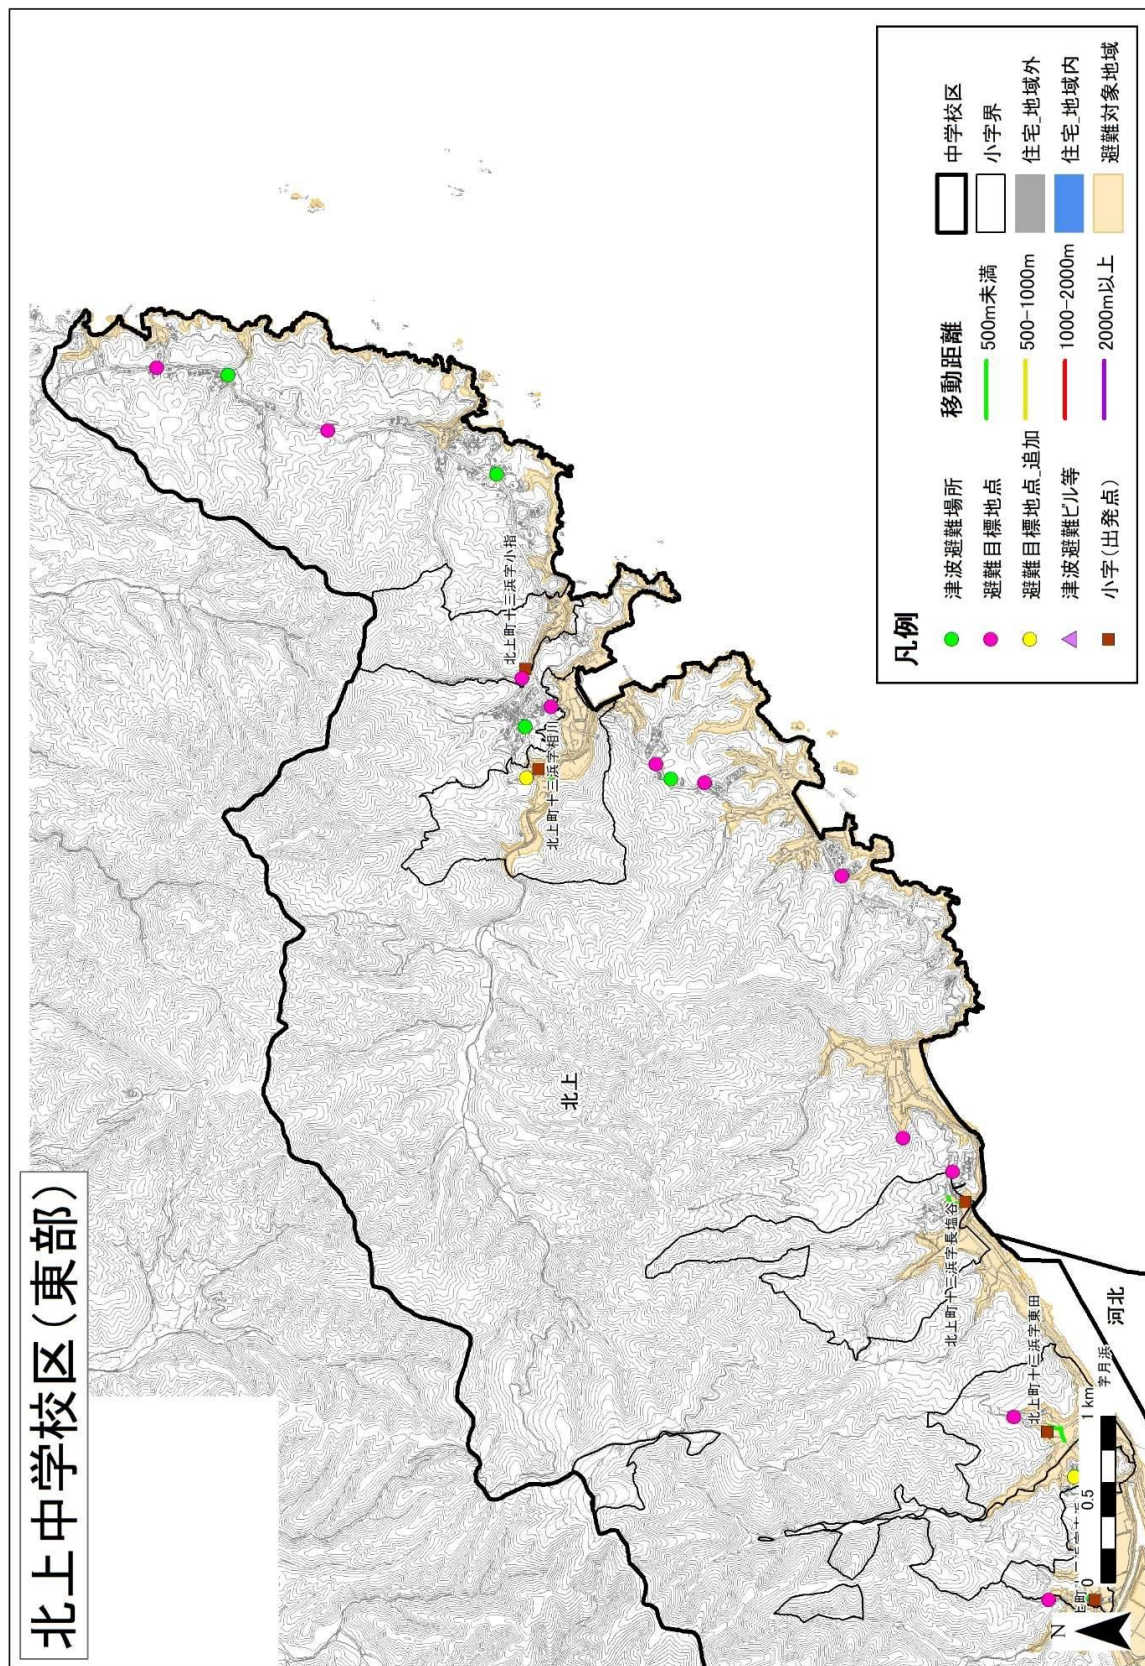 北上中学校区(東部)
北上町十三浜字小指
北上町十三浜字相川
北上
北上町十三浜字長塩谷
北上町十三浜字東田
字月浜
河北
N
0 0.5 1 km
凡例
津波避難場所
避難目標地点
避難目標地点_追加
津波避難ビル等
小字(出発点)
移動距離
500m未満
500-1000m
1000-2000m
2000m以上
中学校区
小字界
住宅_地域外
住宅_地域内
避難対象地域